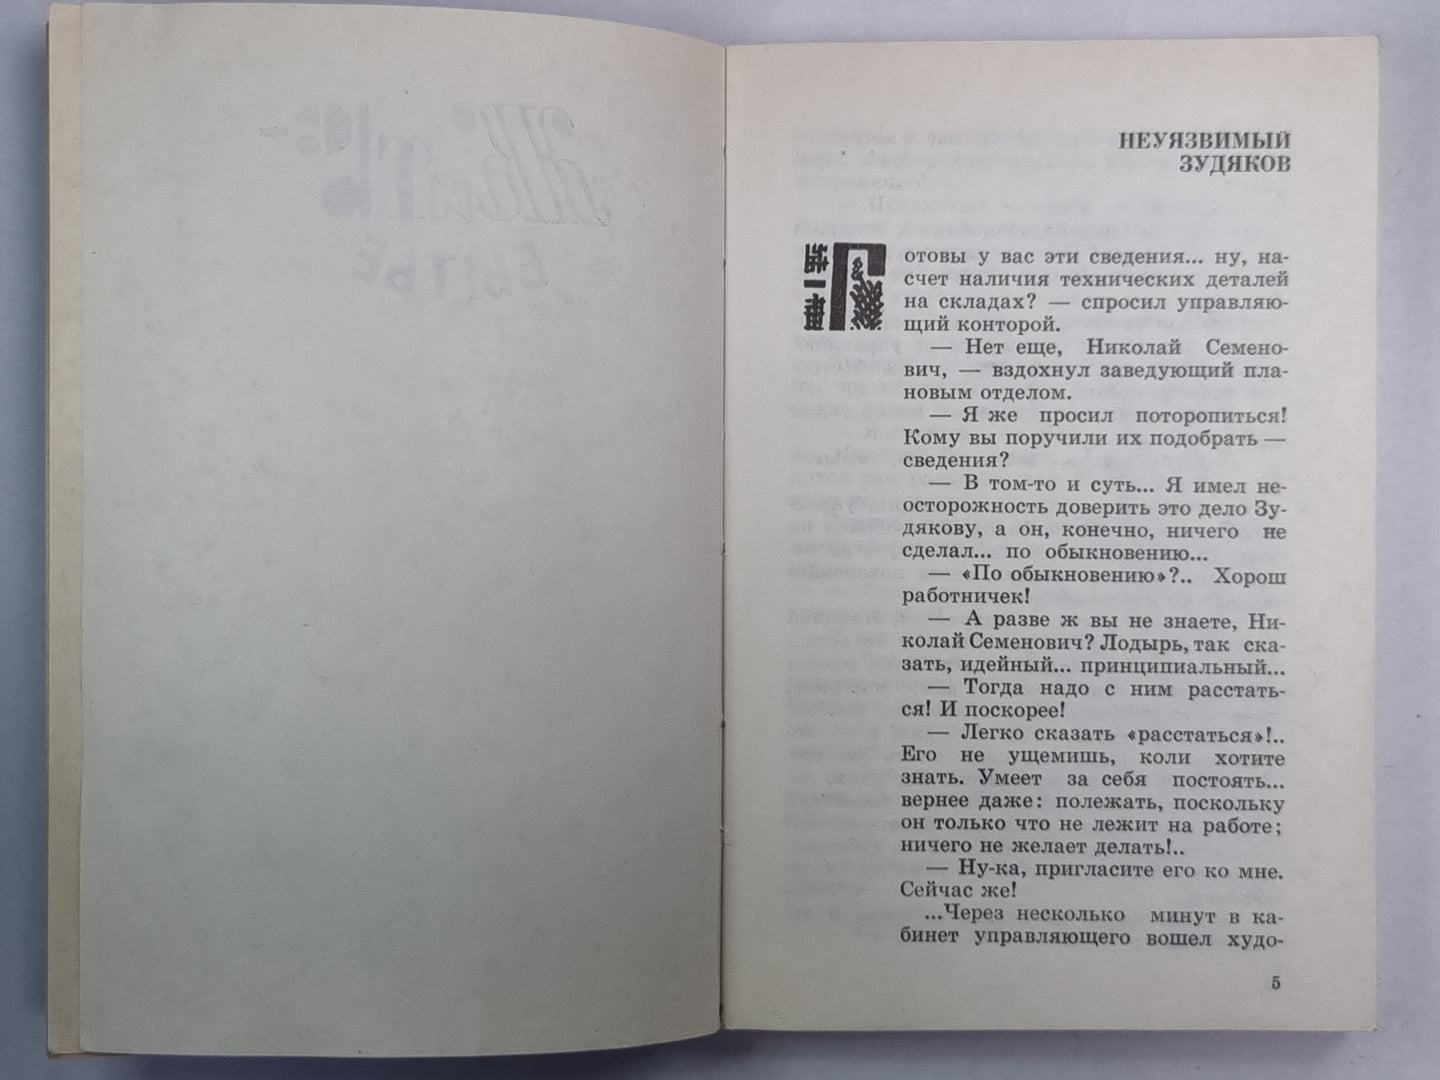 НЕУЯЗВИМЫЙ
ЗУДЯКОВ
Готовы у вас эти сведения... ну, на-
счет наличия технических деталей
на складах? — спросил управляю-
щий конторой.
— Нет еще, Николай Семено-
вич, — вздохнул заведующий пла-
новым отделом.
— Я же просил поторопиться!
Кому вы поручили их подобрать —
сведения?
— В том-то и суть... Я имел не-
осторожность доверить это дело Зу-
дякову, а он, конечно, ничего не
сделал... по обыкновению...
— «По обыкновению»?.. Хорош
работничек!
— А разве ж вы не знаете, Ни-
колай Семенович? Лодырь, так ска-
зать, идейный... принципиальный...
— Тогда надо с ним расстать-
ся! И поскорее!
— Легко сказать «расстаться»!..
Его не ущемишь, коли хотите
знать. Умеет за себя постоять...
вернее даже: полежать, поскольку
он только что не лежит на работе;
ничего не желает делать!..
— Ну-ка, пригласите его ко мне.
Сейчас же!
...Через несколько минут в ка-
бинет управляющего вошел худо-
5